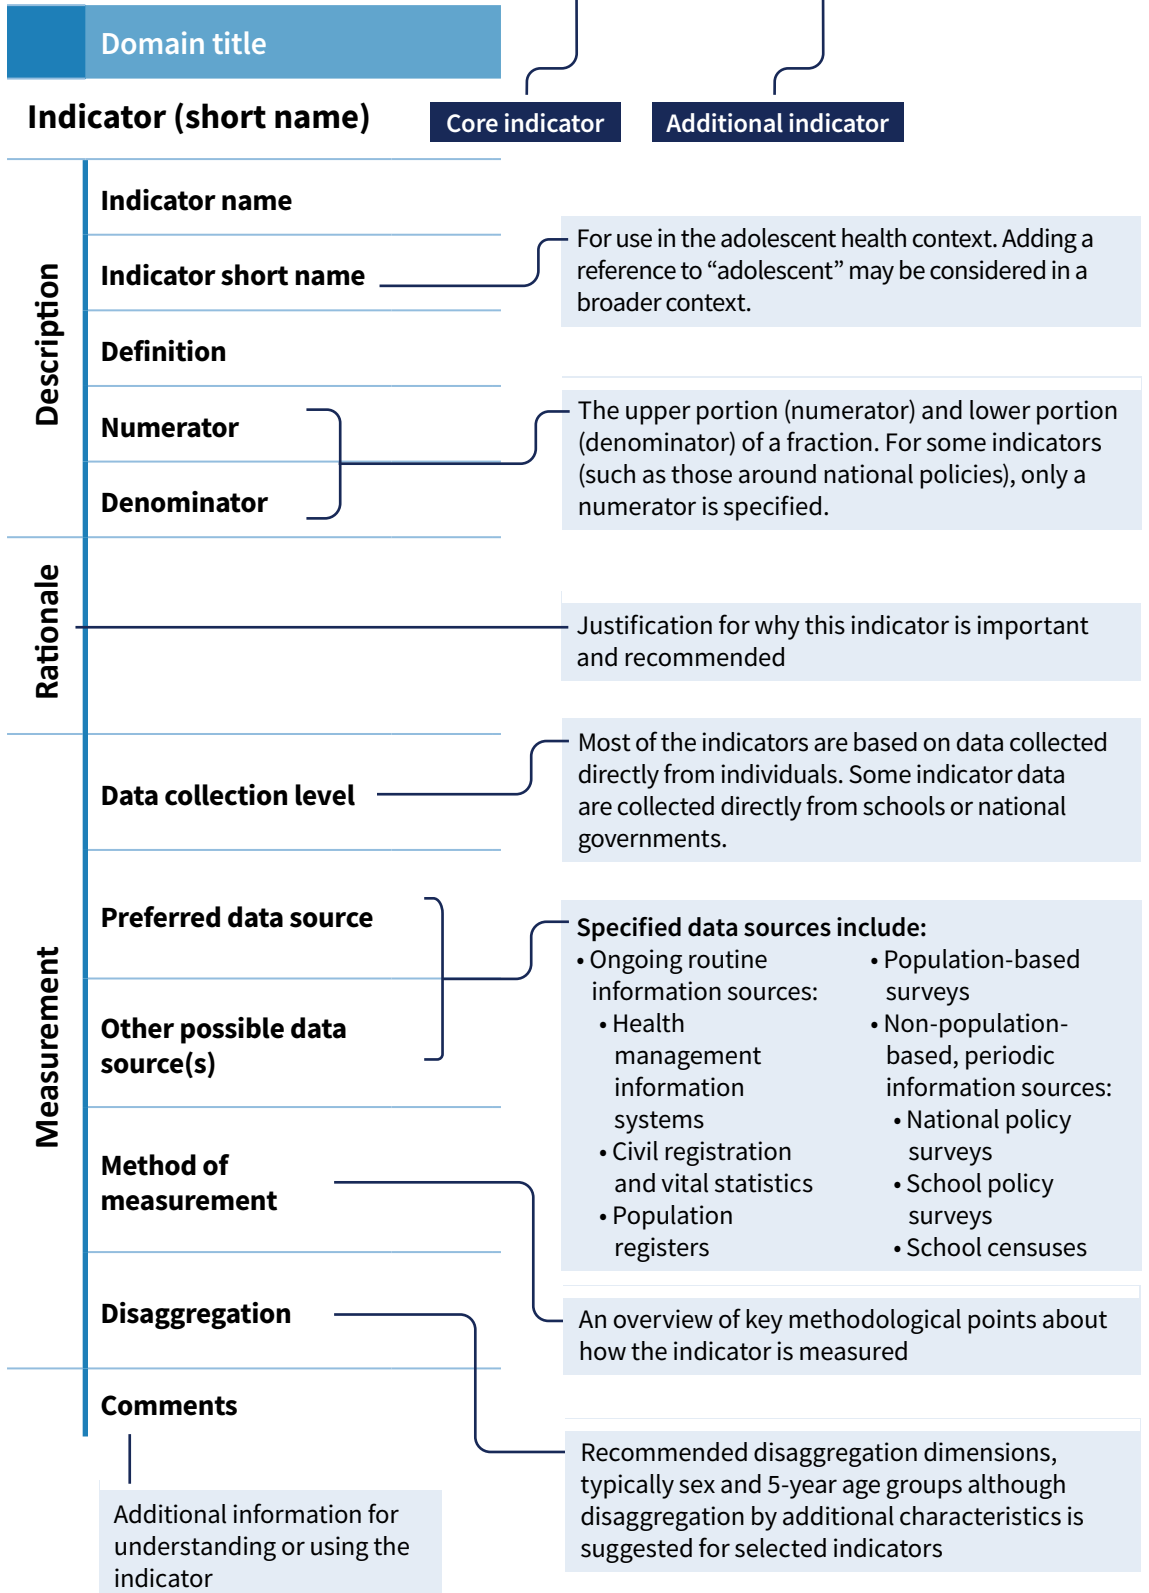 Domain title
Indicator (short name)
Core indicator
Additional indicator
Description
Indicator name
Indicator short name
For use in the adolescent health context. Adding a
reference to “adolescent” may be considered in a
broader context.
Definition
Numerator
Denominator
The upper portion (numerator) and lower portion
(denominator) of a fraction. For some indicators
(such as those around national policies), only a
numerator is specified.
Rationale
Justification for why this indicator is important
and recommended
Measurement
Data collection level
Most of the indicators are based on data collected
directly from individuals. Some indicator data
are collected directly from schools or national
governments.
Preferred data source
Other possible data
source(s)
Specified data sources include:
• Ongoing routine
information sources:
• Health
management
information
systems
• Civil registration
and vital statistics
• Population
registers
• Population-based
surveys
• Non-population-
based, periodic
information sources:
• National policy
surveys
• School policy
surveys
• School censuses
Method of
measurement
An overview of key methodological points about
how the indicator is measured
Disaggregation
Recommended disaggregation dimensions,
typically sex and 5-year age groups although
disaggregation by additional characteristics is
suggested for selected indicators
Comments
Additional information for
understanding or using the
indicator